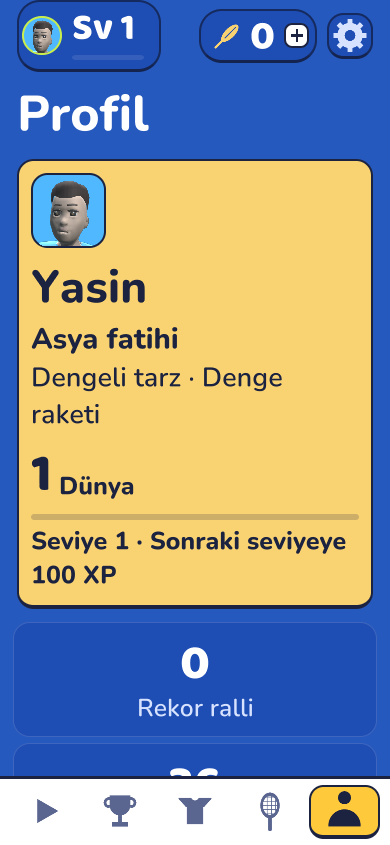 Sv 1
0
Profil
Yasin
Asya fatihi
Dengeli tarz · Denge
raketi
1 Dünya
Seviye 1 · Sonraki seviyeye
100 XP
0
Rekor ralli